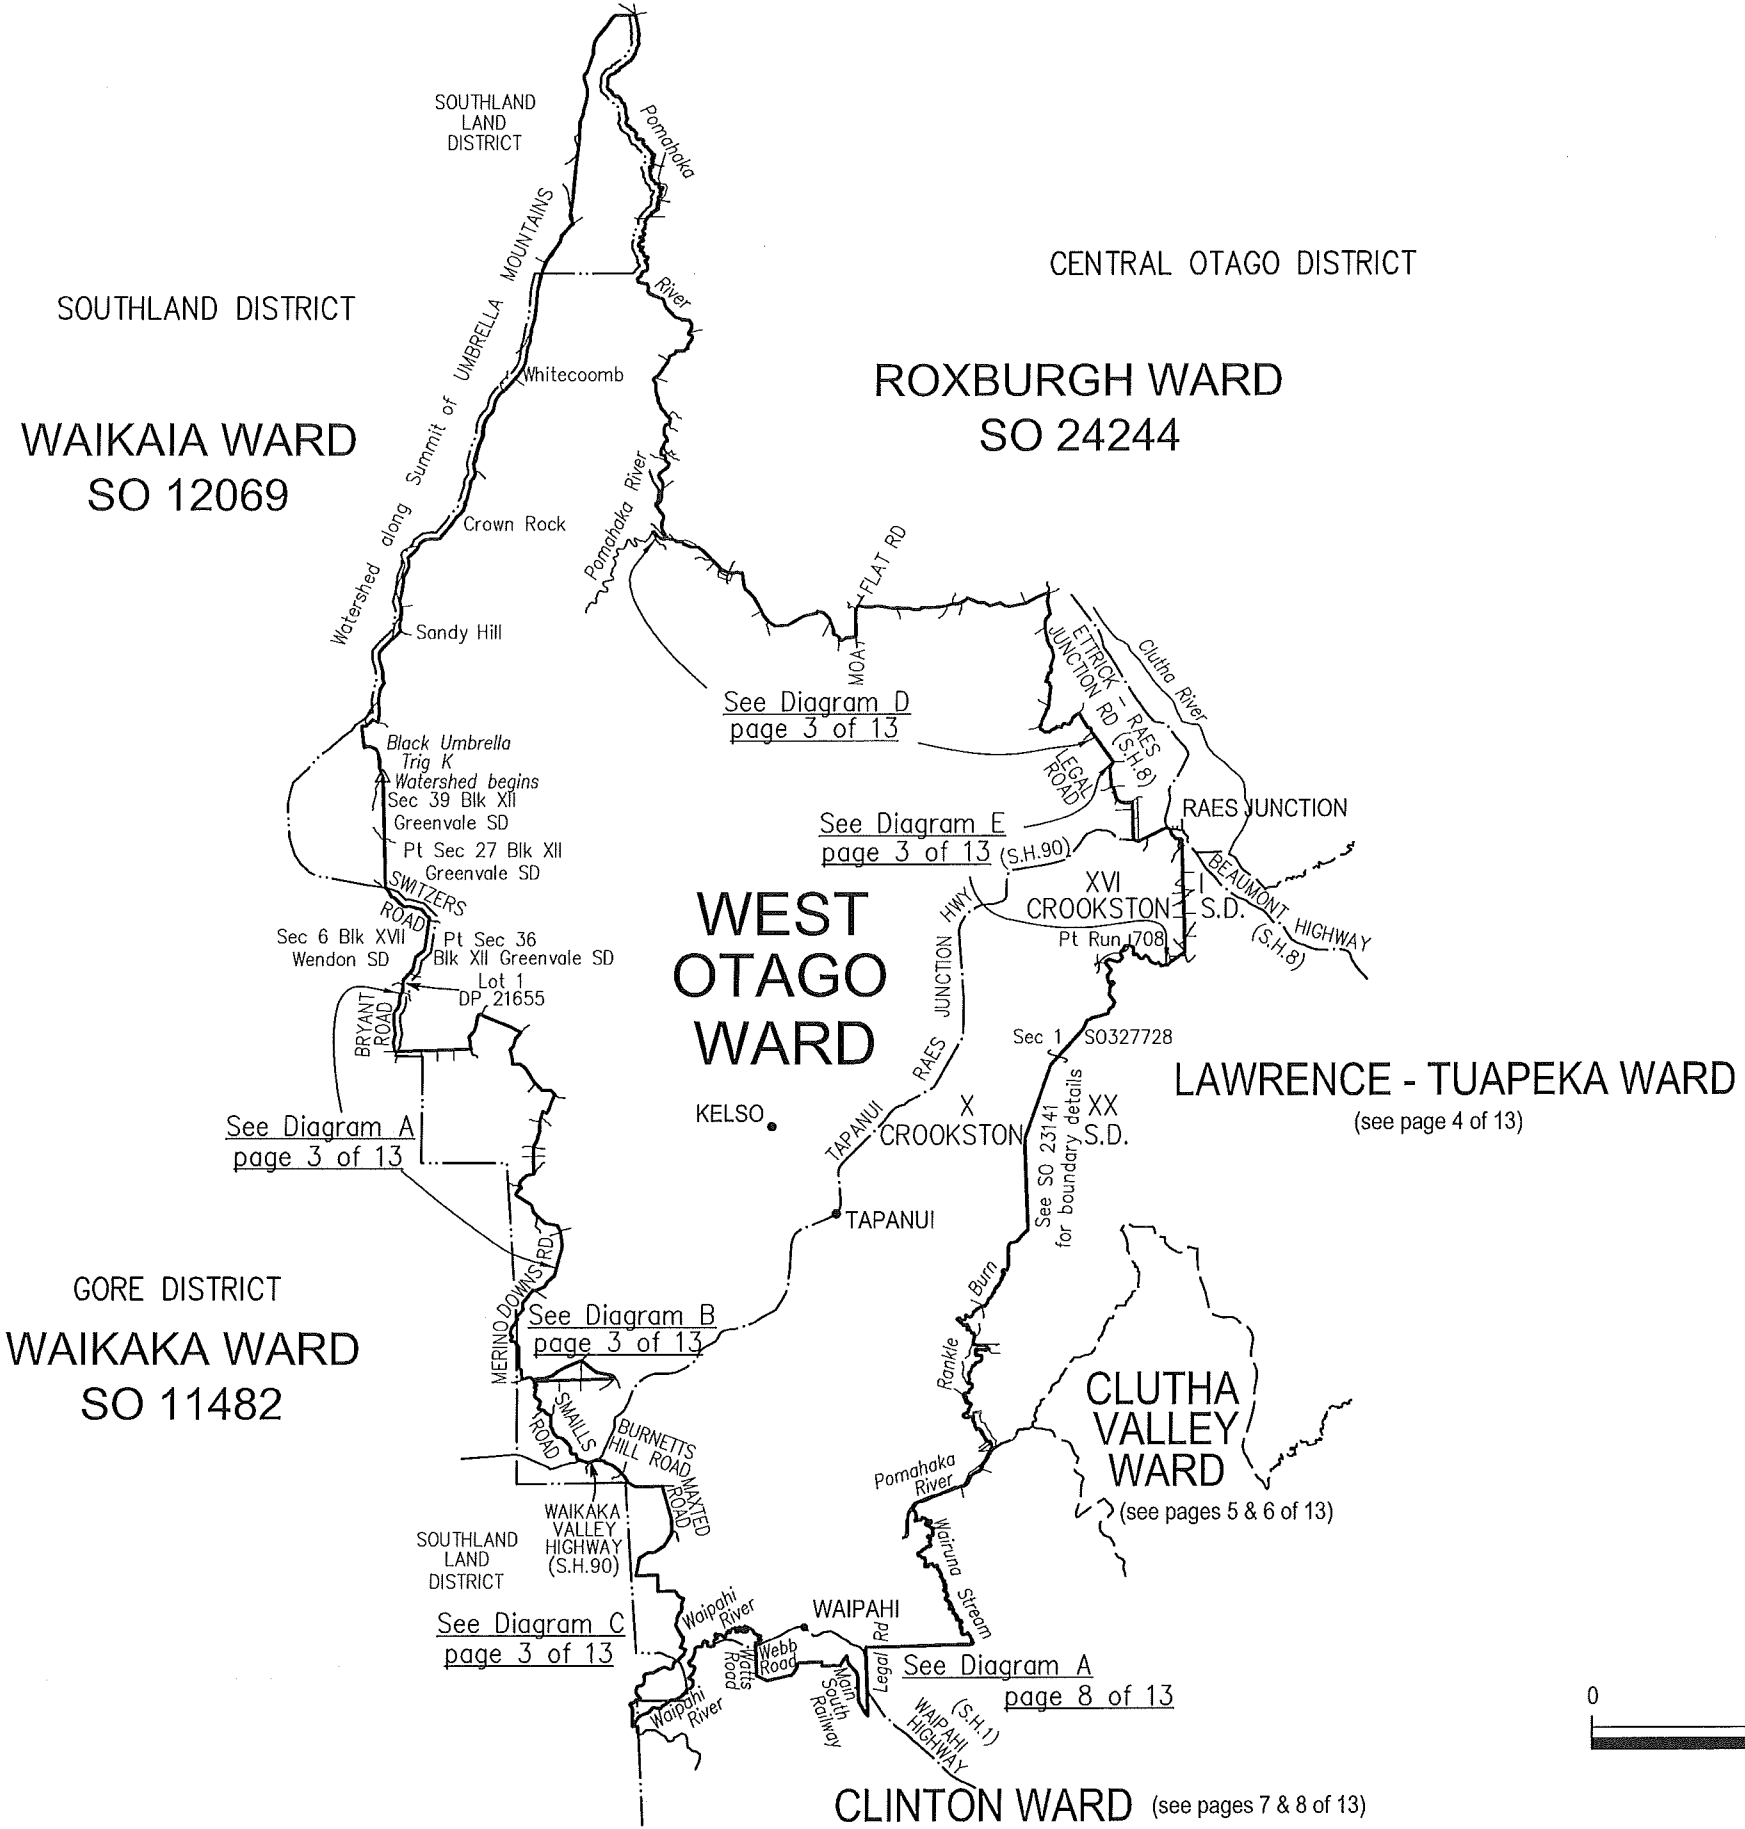 SOUTHLAND
LAND
DISTRICT
Pomahaka
River
CENTRAL OTAGO DISTRICT
SOUTHLAND DISTRICT
Watershed along Summit of UMBRELLA MOUNTAINS
Whitecoomb
ROXBURGH WARD
SO 24244
WAIKAIA WARD
SO 12069
Crown Rock
Pomahaka River
MOA FLAT RD
Sandy Hill
See Diagram D
page 3 of 13
ETTRICK - RAES
JUNCTION RD (S.H.8)
Clutha River
LEGAL
ROAD
Black Umbrella
Trig K
Watershed begins
Sec 39 Blk XII
Greenvale SD
Pt Sec 27 Blk XII
Greenvale SD
RAES JUNCTION
See Diagram E
page 3 of 13
(S.H.90)
SWITZERS
ROAD
Sec 6 Blk XVII
Wendon SD
Pt Sec 36
Blk XII Greenvale SD
Lot 1
DP 21655
BRYANT
ROAD
WEST
OTAGO
WARD
XVI I
CROOKSTON S.D.
Pt Run 708
BEAUMONT HIGHWAY
(S.H.8)
TAPANUI RAES JUNCTION HWY
Sec 1 SO327728
LAWRENCE - TUAPEKA WARD
(see page 4 of 13)
See Diagram A
page 3 of 13
KELSO
X XX
CROOKSTON S.D.
See SO 23141
for boundary details
TAPANUI
GORE DISTRICT
WAIKAKA WARD
SO 11482
MERINO DOWNS RD
See Diagram B
page 3 of 13
Rankle Burn
SMAILLS
ROAD
BURNETTS
HILL ROAD
MAXTED
ROAD
CLUTHA
VALLEY
WARD
(see pages 5 & 6 of 13)
Pomahaka
River
WAIKAKA
VALLEY
HIGHWAY
(S.H.90)
SOUTHLAND
LAND
DISTRICT
Wairuna Stream
See Diagram C
page 3 of 13
Waipahi
River
WAIPAHI
Watts
Road
Webb
Road
Main
South
Railway
Legal Rd
See Diagram A
page 8 of 13
Waipahi
River
(S.H.1)
WAIPAHI
HIGHWAY
0
CLINTON WARD (see pages 7 & 8 of 13)